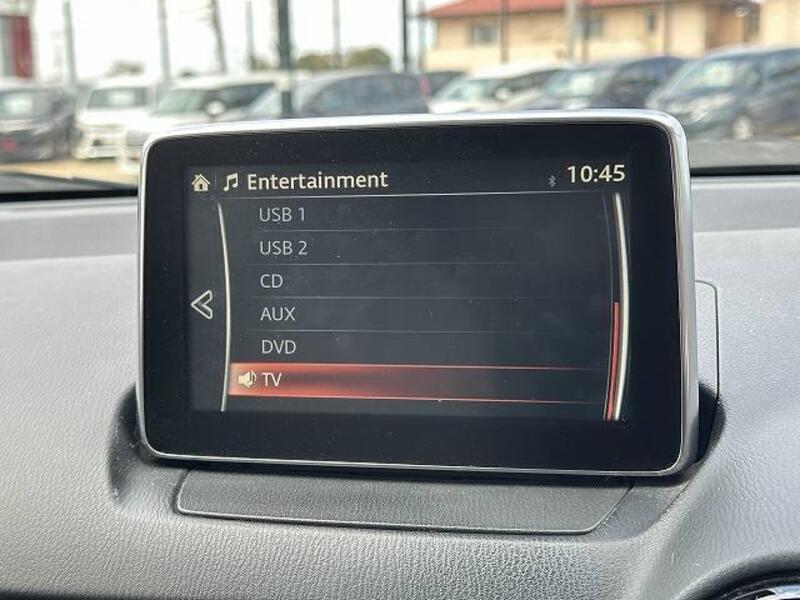 Entertainment 10:45
USB 1
USB 2
CD
AUX
DVD
TV